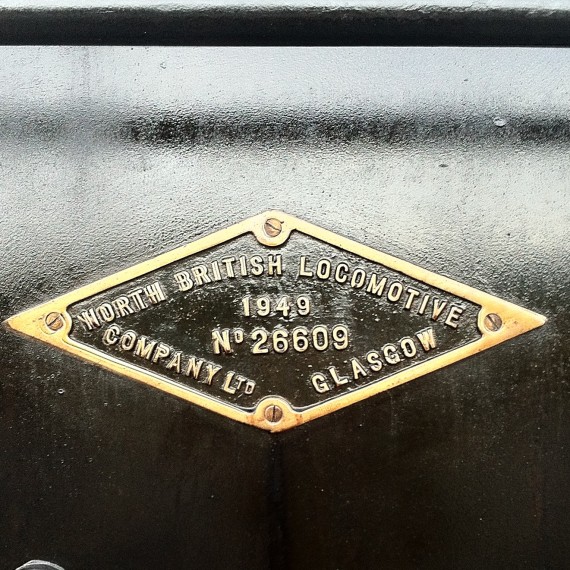 NORTH BRITISH LOCOMOTIVE
1949
Nº 26609
COMPANY LTD GLASGOW